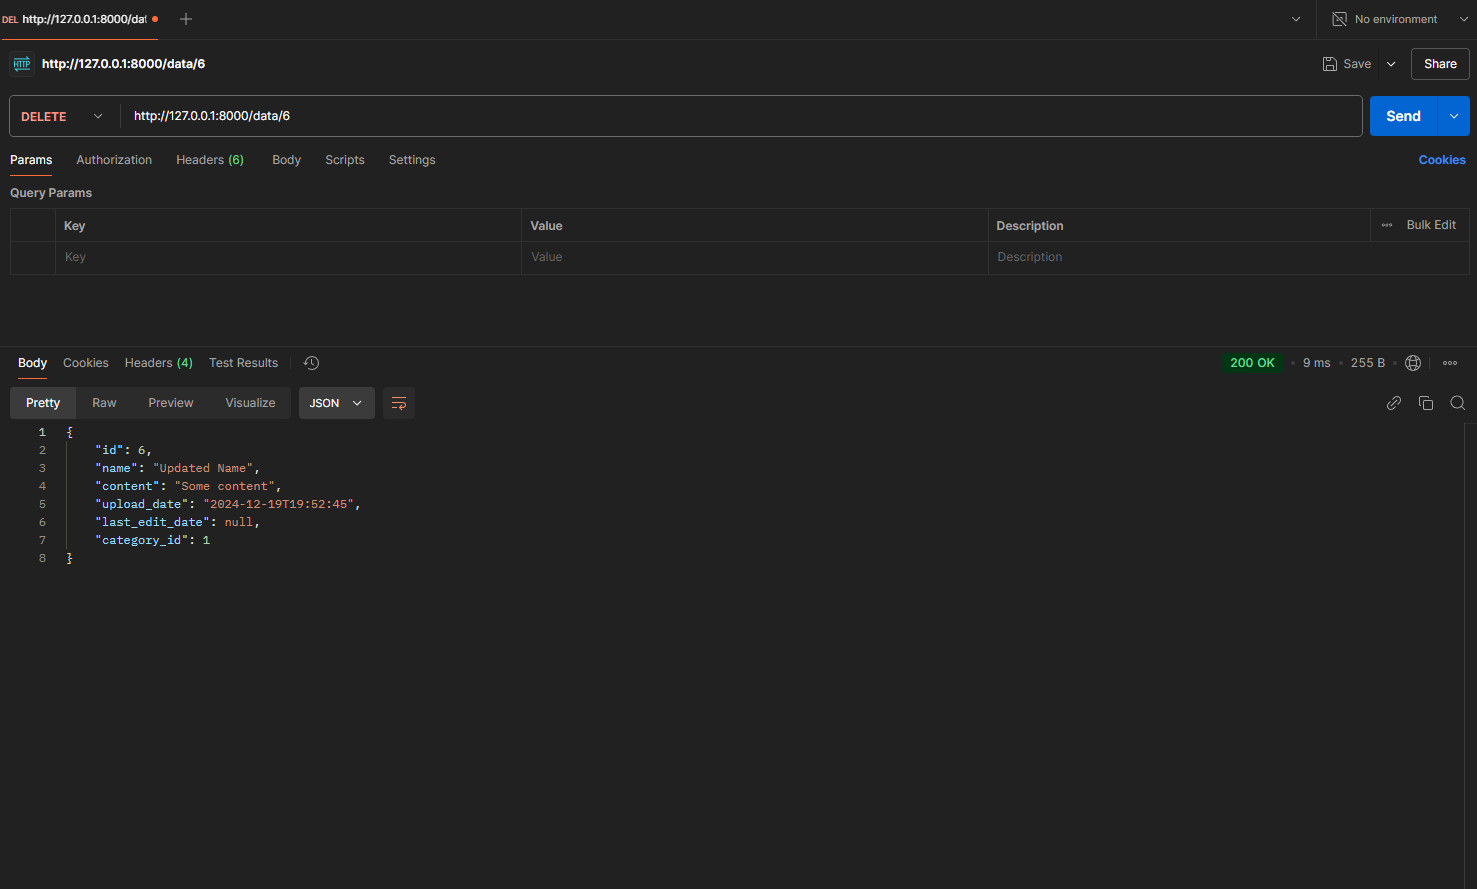 DEL http://127.0.0.1:8000/dat
No environment
HTTP http://127.0.0.1:8000/data/6
Save
Share
DELETE http://127.0.0.1:8000/data/6
Send
Params Authorization Headers (6) Body Scripts Settings
Cookies
Query Params
Key Value Description Bulk Edit
Key Value Description
Body Cookies Headers (4) Test Results
200 OK • 9 ms • 255 B •
Pretty Raw Preview Visualize JSON
1 {
2 "id": 6,
3 "name": "Updated Name",
4 "content": "Some content",
5 "upload_date": "2024-12-19T19:52:45",
6 "last_edit_date": null,
7 "category_id": 1
8 }